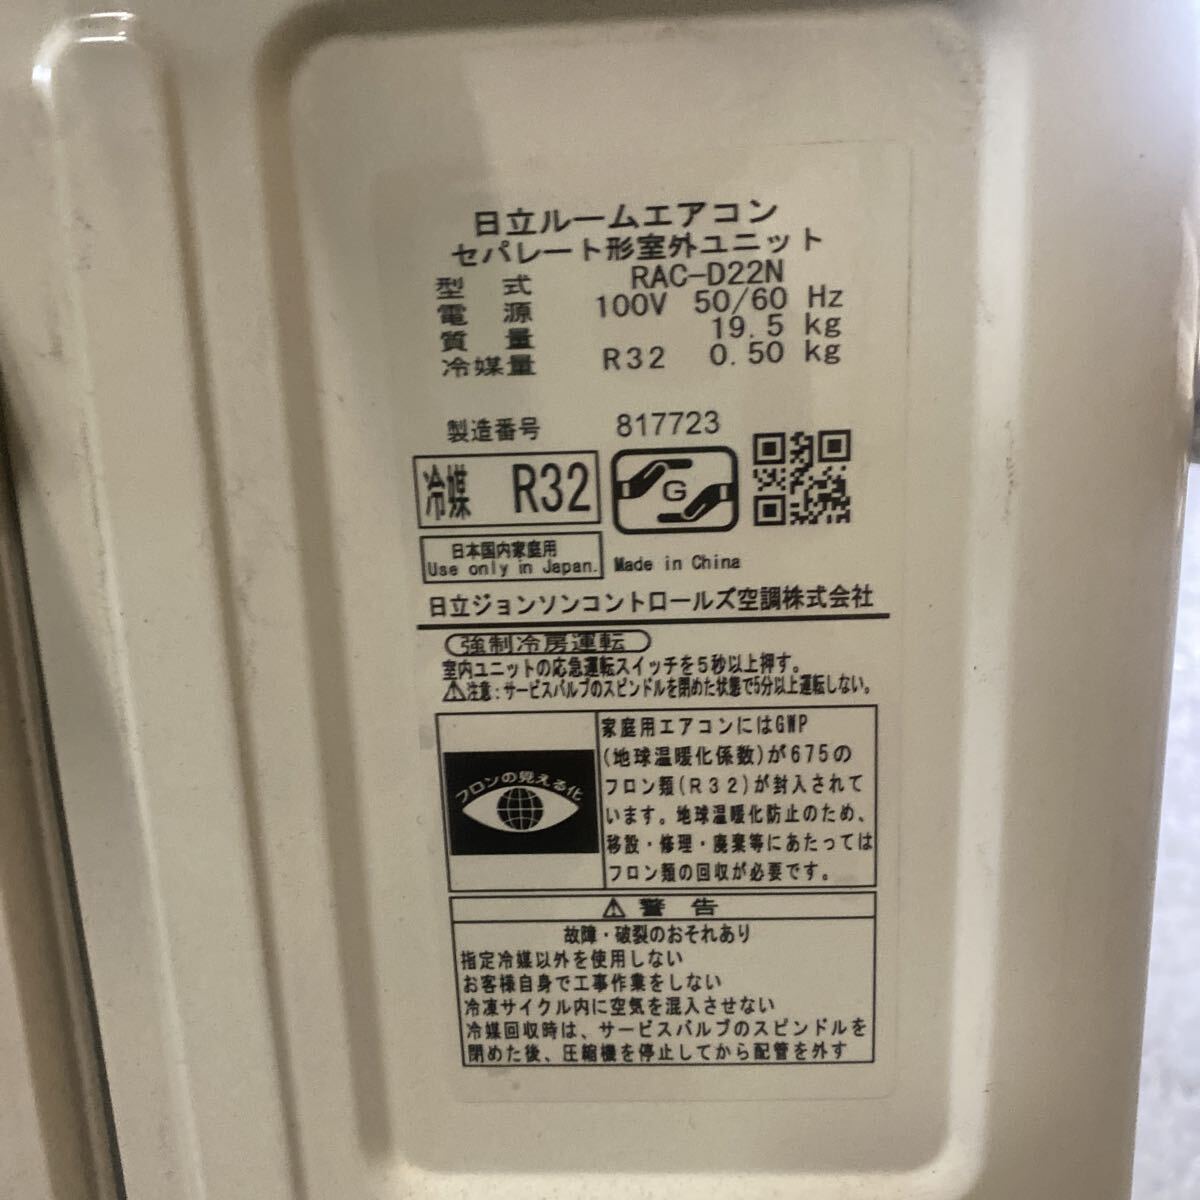 日立ルームエアコン
セパレート形室外ユニット
型 式 RAC-D22N
電 源 100V 50/60 Hz
質 量 19.5 kg
冷媒量 R32 0.50 kg
製造番号 817723
冷媒 R32
G
日本国内家庭用
Use only in Japan.
Made in China
日立ジョンソンコントロールズ空調株式会社
強制冷房運転
室内ユニットの応急運転スイッチを5秒以上押す。
⚠注意:サービスバルブのスピンドルを閉めた状態で5分以上運転しない。
フロンの見える化
家庭用エアコンにはGWP
(地球温暖化係数)が675の
フロン類(R32)が封入されて
います。地球温暖化防止のため、
移設・修理・廃棄等にあたっては
フロン類の回収が必要です。
⚠ 警 告
故障・破裂のおそれあり
指定冷媒以外を使用しない
お客様自身で工事作業をしない
冷凍サイクル内に空気を混入させない
冷媒回収時は、サービスバルブのスピンドルを
閉めた後、圧縮機を停止してから配管を外す